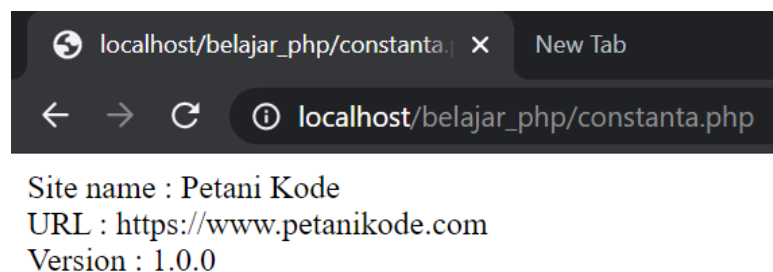 localhost/belajar_php/constanta.p
New Tab
localhost/belajar_php/constanta.php
Site name : Petani Kode
URL : https://www.petanikode.com
Version : 1.0.0